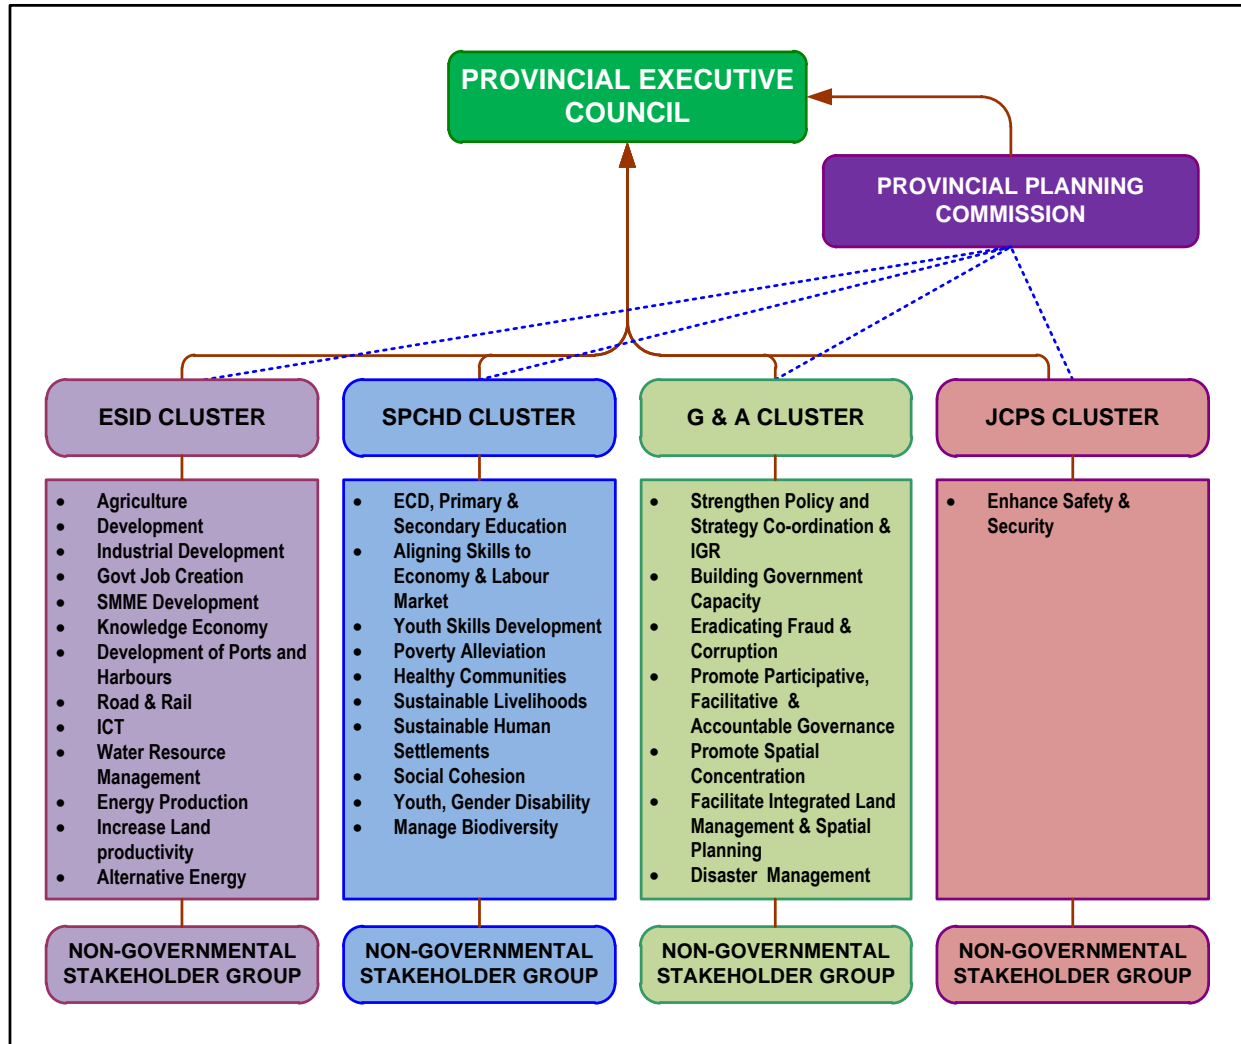 PROVINCIAL EXECUTIVE
COUNCIL
PROVINCIAL PLANNING
COMMISSION
ESID CLUSTER
SPCHD CLUSTER
G & A CLUSTER
JCPS CLUSTER
• Agriculture
• Development
• Industrial Development
• Govt Job Creation
• SMME Development
• Knowledge Economy
• Development of Ports and
Harbours
• Road & Rail
• ICT
• Water Resource
Management
• Energy Production
• Increase Land
productivity
• Alternative Energy
• ECD, Primary &
Secondary Education
• Aligning Skills to
Economy & Labour
Market
• Youth Skills Development
• Poverty Alleviation
• Healthy Communities
• Sustainable Livelihoods
• Sustainable Human
Settlements
• Social Cohesion
• Youth, Gender Disability
• Manage Biodiversity
• Strengthen Policy and
Strategy Co-ordination &
IGR
• Building Government
Capacity
• Eradicating Fraud &
Corruption
• Promote Participative,
Facilitative &
Accountable Governance
• Promote Spatial
Concentration
• Facilitate Integrated Land
Management & Spatial
Planning
• Disaster Management
• Enhance Safety &
Security
NON-GOVERNMENTAL
STAKEHOLDER GROUP
NON-GOVERNMENTAL
STAKEHOLDER GROUP
NON-GOVERNMENTAL
STAKEHOLDER GROUP
NON-GOVERNMENTAL
STAKEHOLDER GROUP